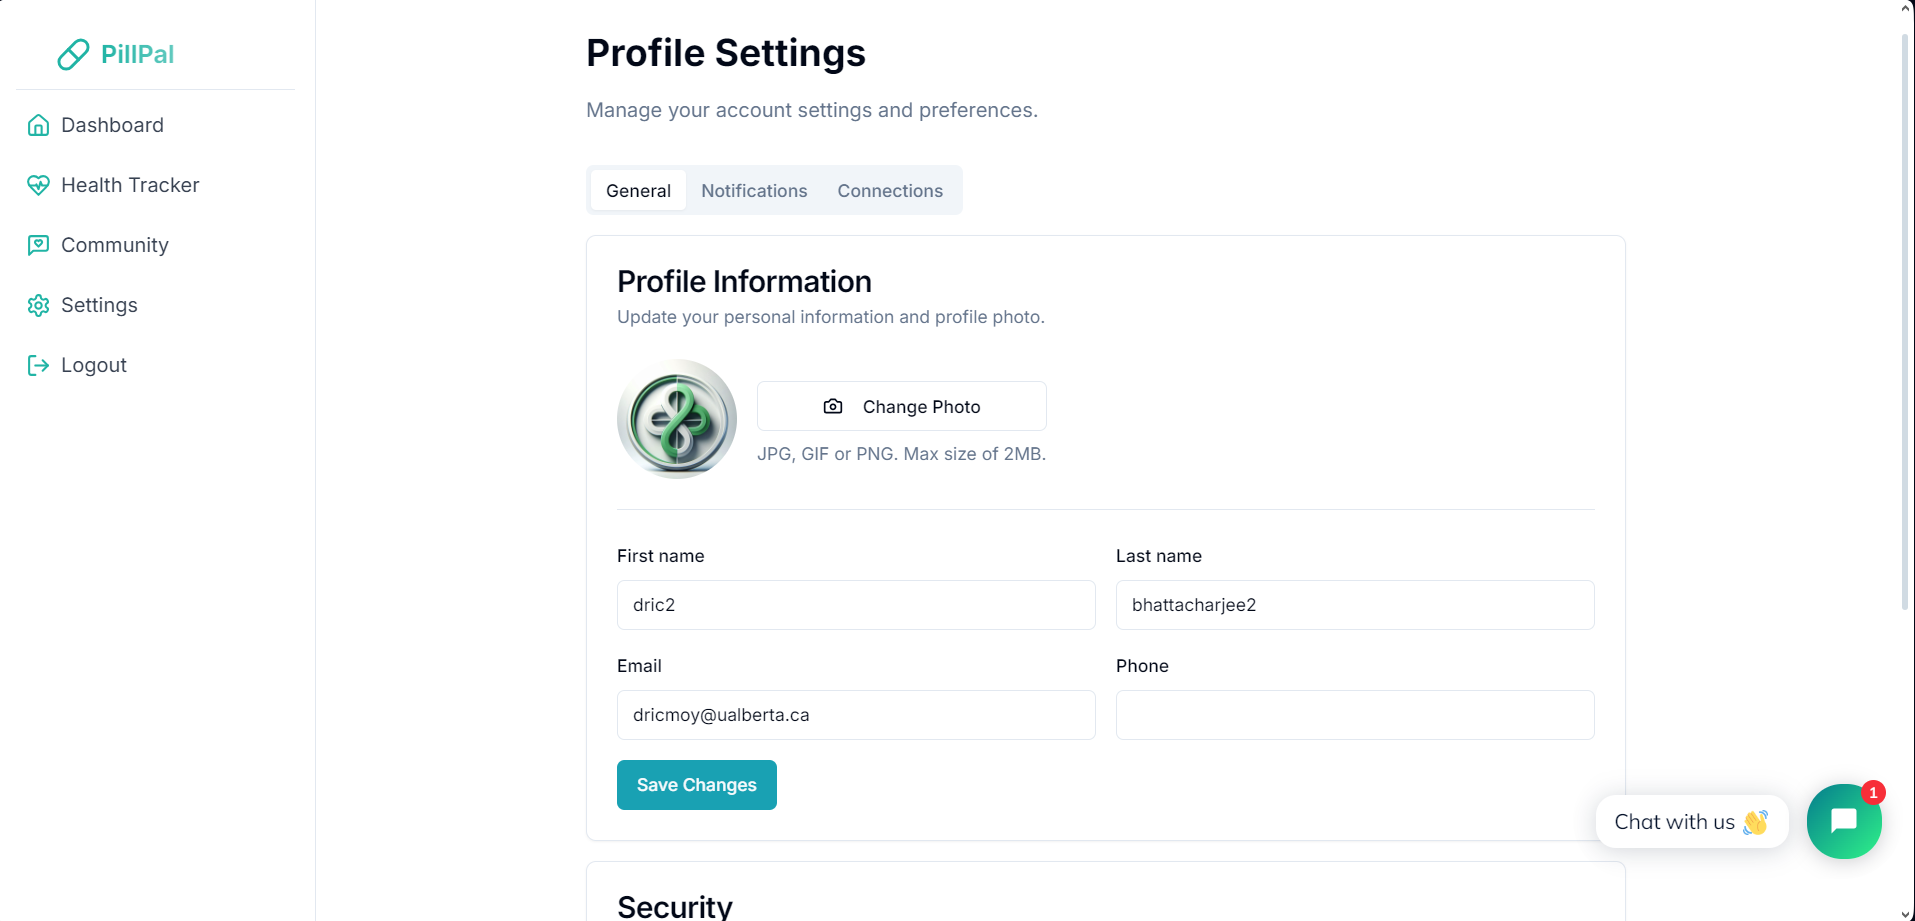 PillPal
Dashboard
Health Tracker
Community
Settings
Logout
Profile Settings
Manage your account settings and preferences.
General Notifications Connections
Profile Information
Update your personal information and profile photo.
Change Photo
JPG, GIF or PNG. Max size of 2MB.
First name Last name
dric2 bhattacharjee2
Email Phone
dricmoy@ualberta.ca
Save Changes
1
Chat with us 👋
Security